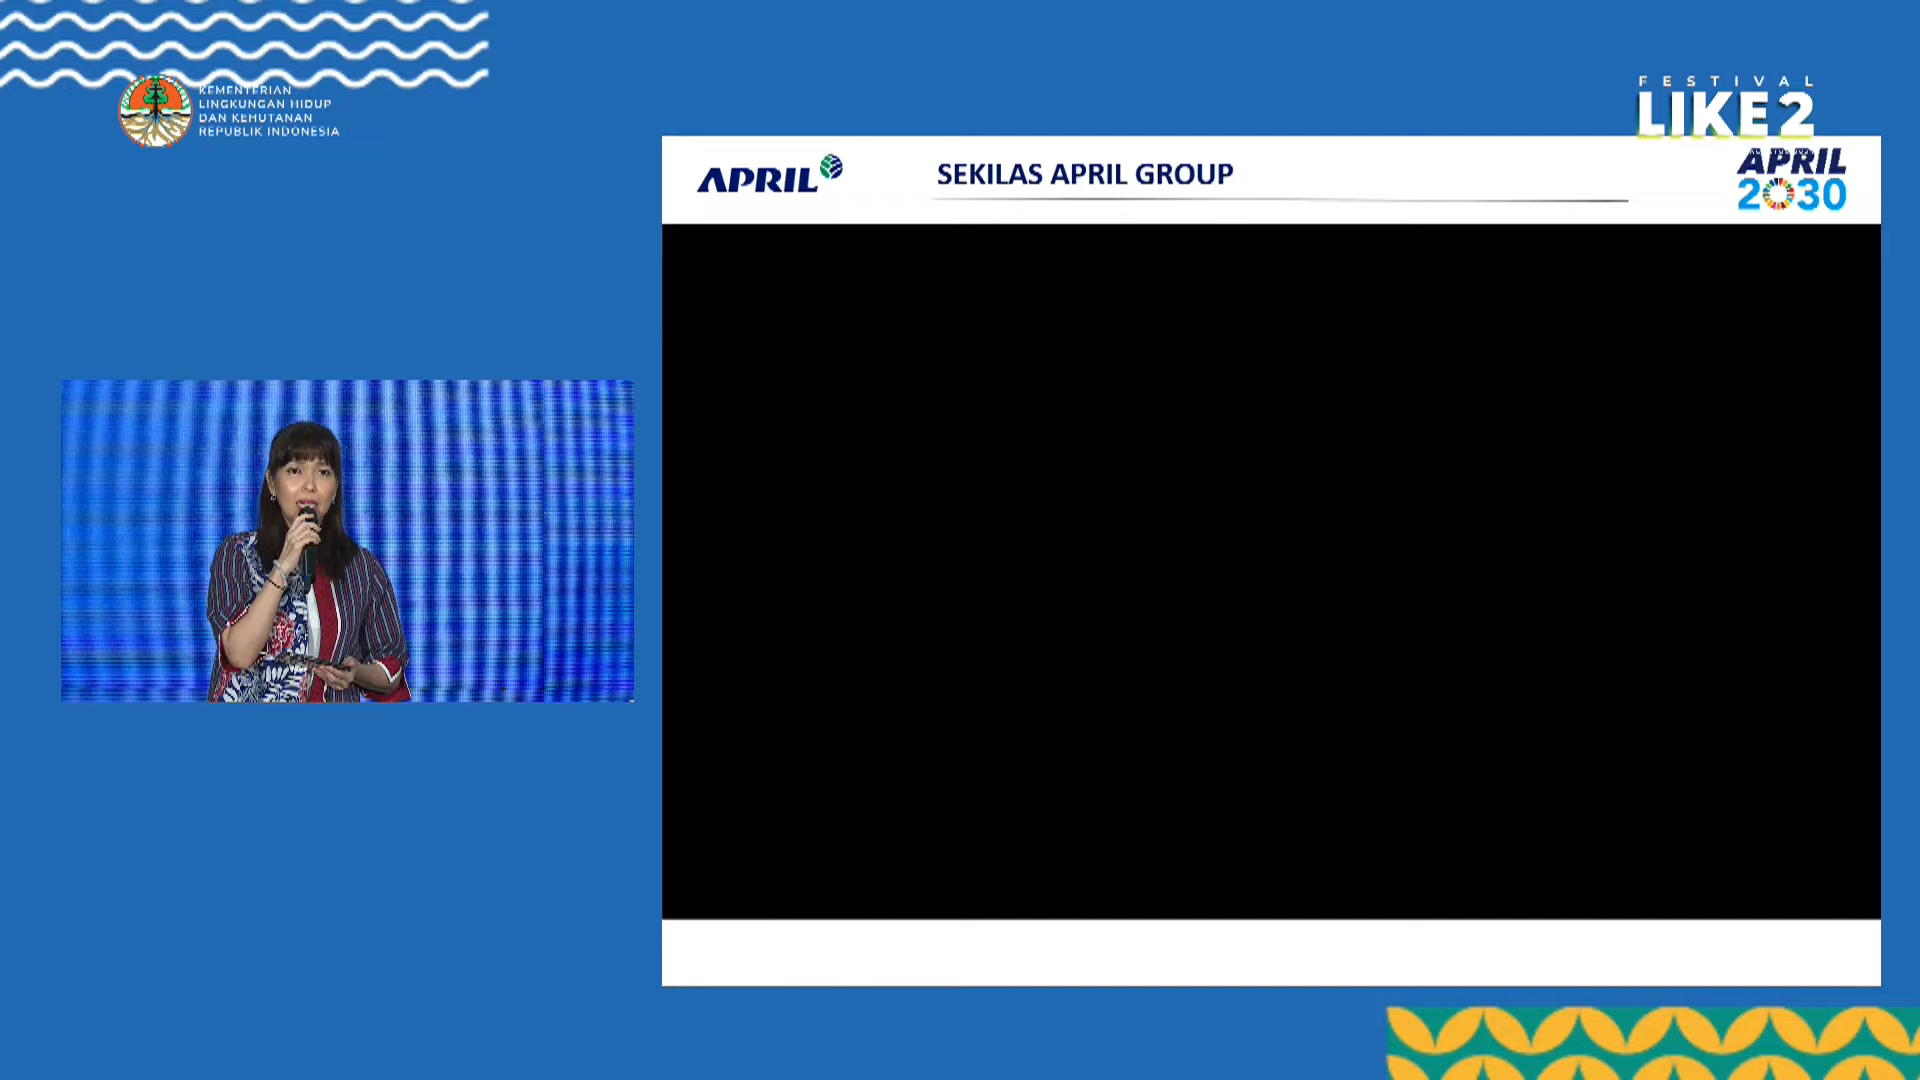 KEMENTERIAN
LINGKUNGAN HIDUP
DAN KEHUTANAN
REPUBLIK INDONESIA
FESTIVAL
LIKE 2
APRIL
SEKILAS APRIL GROUP
APRIL
2030